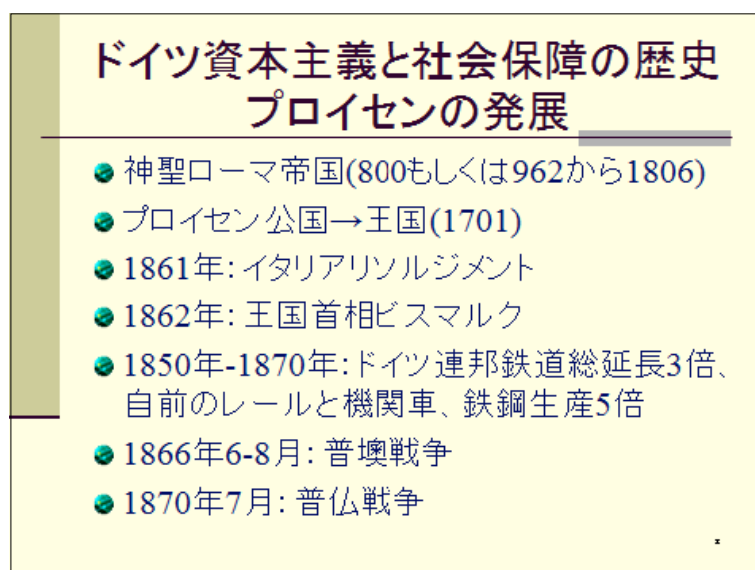 ドイツ資本主義と社会保障の歴史
プロイセンの発展
神聖ローマ帝国(800もしくは962から1806)
プロイセン公国→王国(1701)
1861年:イタリアリソルジメント
1862年:王国首相ビスマルク
1850年-1870年:ドイツ連邦鉄道総延長3倍、
自前のレールと機関車、鉄鋼生産5倍
1866年6-8月:普墺戦争
1870年7月:普仏戦争